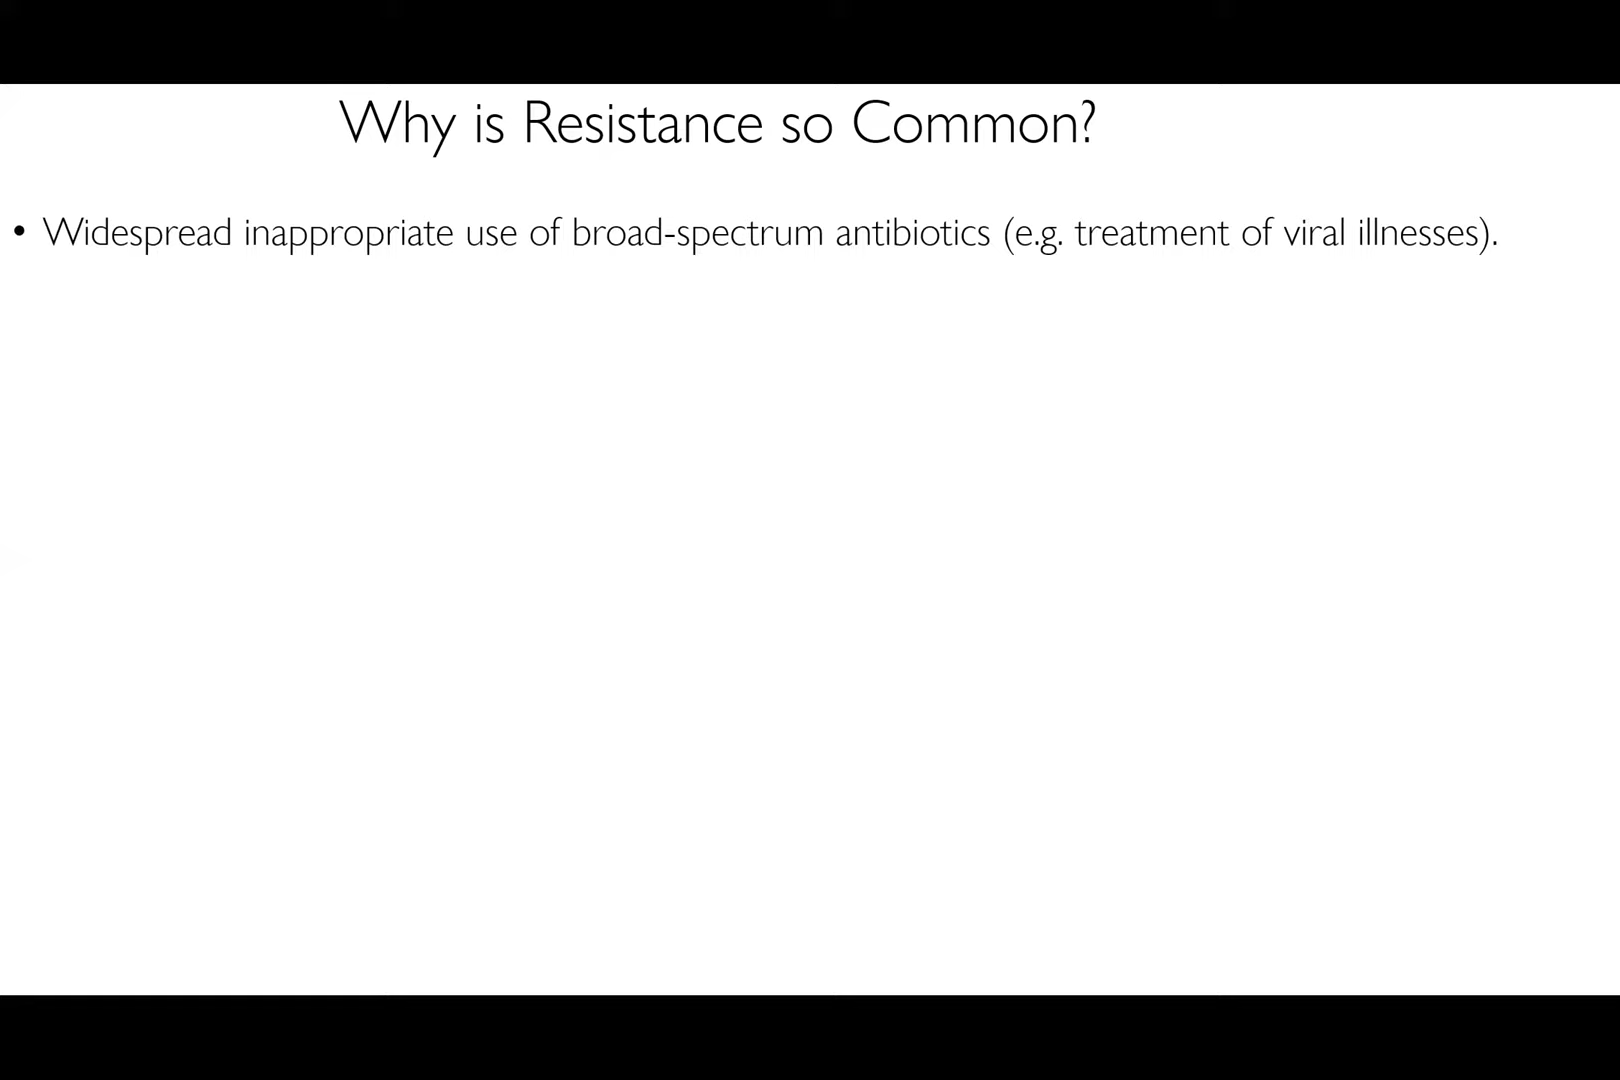 Why is Resistance so Common?
• Widespread inappropriate use of broad-spectrum antibiotics (e.g. treatment of viral illnesses).